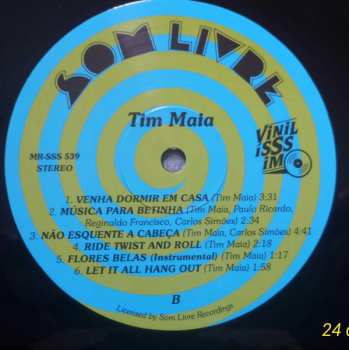 SOM LIVRE
Tim Maia
VINIL
ISSS
IMO
MR-SSS 539
STEREO
1. VENHA DORMIR EM CASA (Tim Maia) 3:31
2. MÚSICA PARA BETINHA (Tim Maia, Paulo Ricardo,
Reginaldo Francisco, Carlos Simões) 2:34
3. NÃO ESQUENTE A CABEÇA (Tim Maia, Carlos Simões) 4:41
4. RIDE TWIST AND ROLL (Tim Maia) 2:18
5. FLORES BELAS (Instrumental) (Tim Maia) 1:17
6. LET IT ALL HANG OUT (Tim Maia) 1:58
B
Licensed by Som Livre Recordings
24